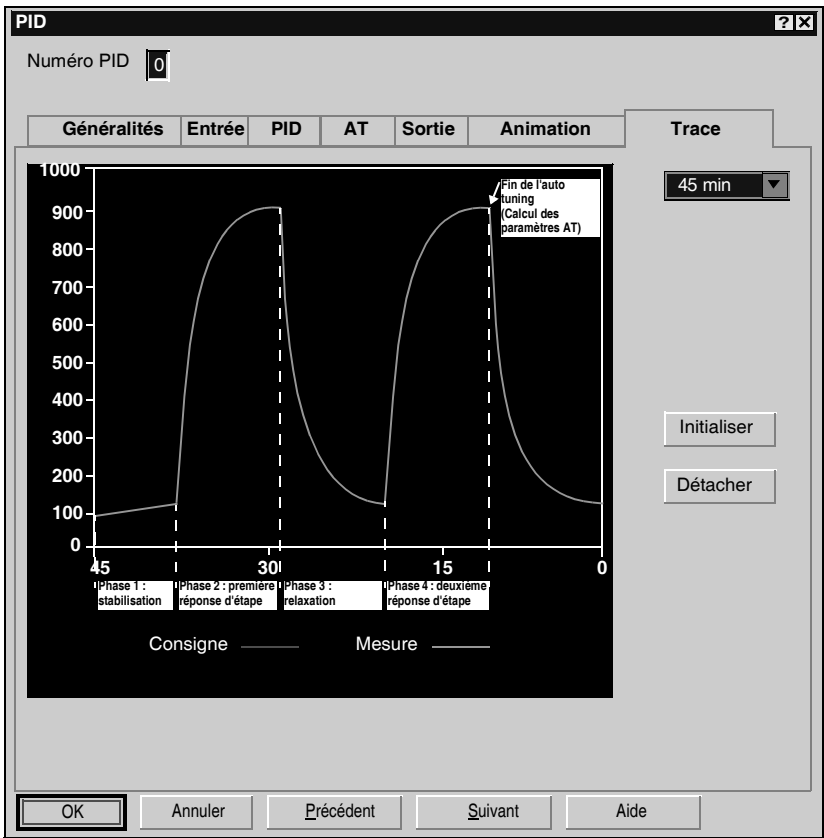 PID
Numéro PID 0
Généralités Entrée PID AT Sortie Animation Trace
45 min
1000
900
800
700
600
500
400
300
200
100
0
Fin de l'auto
tuning
(Calcul des
paramètres AT)
45 30 15 0
Phase 1 :
stabilisation
Phase 2 : première
réponse d'étape
Phase 3 :
relaxation
Phase 4 : deuxième
réponse d'étape
Consigne Mesure
Initialiser
Détacher
OK Annuler Précédent Suivant Aide